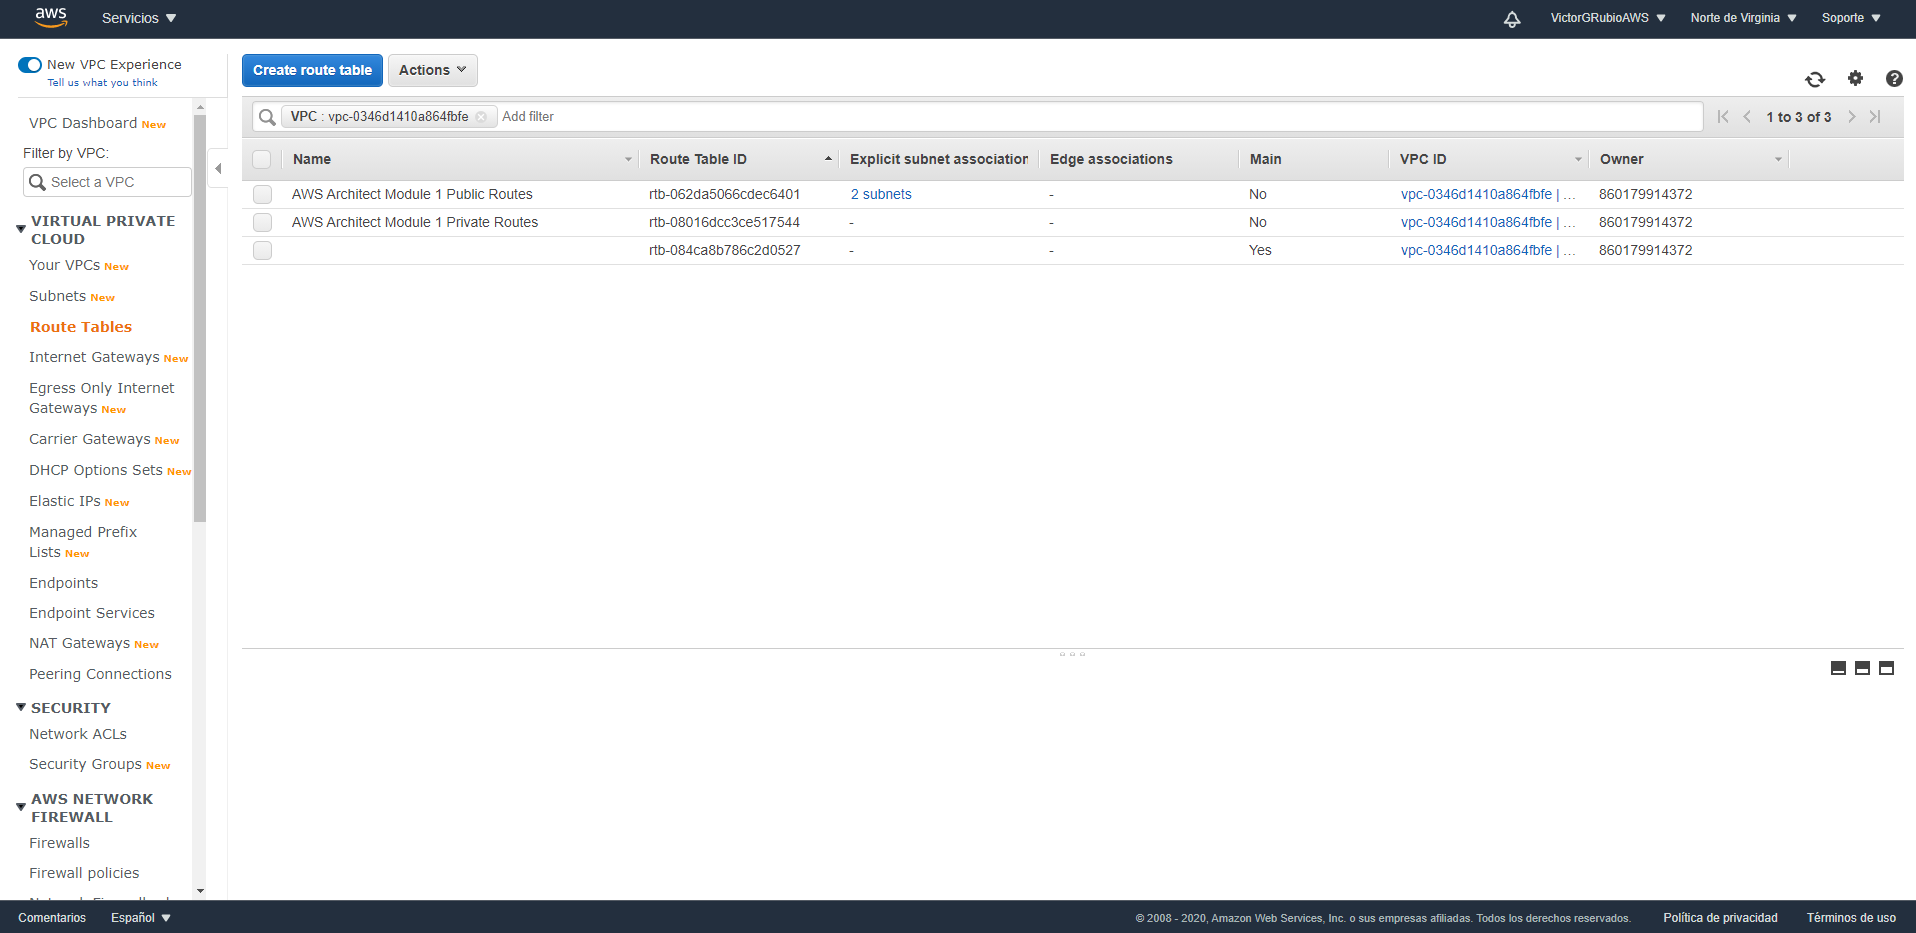 aws Servicios VictorGRubioAWS Norte de Virginia Soporte
New VPC Experience
Tell us what you think
VPC Dashboard New
Filter by VPC:
Select a VPC
VIRTUAL PRIVATE
CLOUD
Your VPCs New
Subnets New
Route Tables
Internet Gateways New
Egress Only Internet
Gateways New
Carrier Gateways New
DHCP Options Sets New
Elastic IPs New
Managed Prefix
Lists New
Endpoints
Endpoint Services
NAT Gateways New
Peering Connections
SECURITY
Network ACLs
Security Groups New
AWS NETWORK
FIREWALL
Firewalls
Firewall policies
Create route table Actions
VPC : vpc-0346d1410a864fbfe Add filter 1 to 3 of 3
Name Route Table ID Explicit subnet association Edge associations Main VPC ID Owner
AWS Architect Module 1 Public Routes rtb-062da5066cdec6401 2 subnets - No vpc-0346d1410a864fbfe | ... 860179914372
AWS Architect Module 1 Private Routes rtb-08016dcc3ce517544 - - No vpc-0346d1410a864fbfe | ... 860179914372
rtb-084ca8b786c2d0527 - - Yes vpc-0346d1410a864fbfe | ... 860179914372
Comentarios Español © 2008 - 2020, Amazon Web Services, Inc. o sus empresas afiliadas. Todos los derechos reservados. Política de privacidad Términos de uso